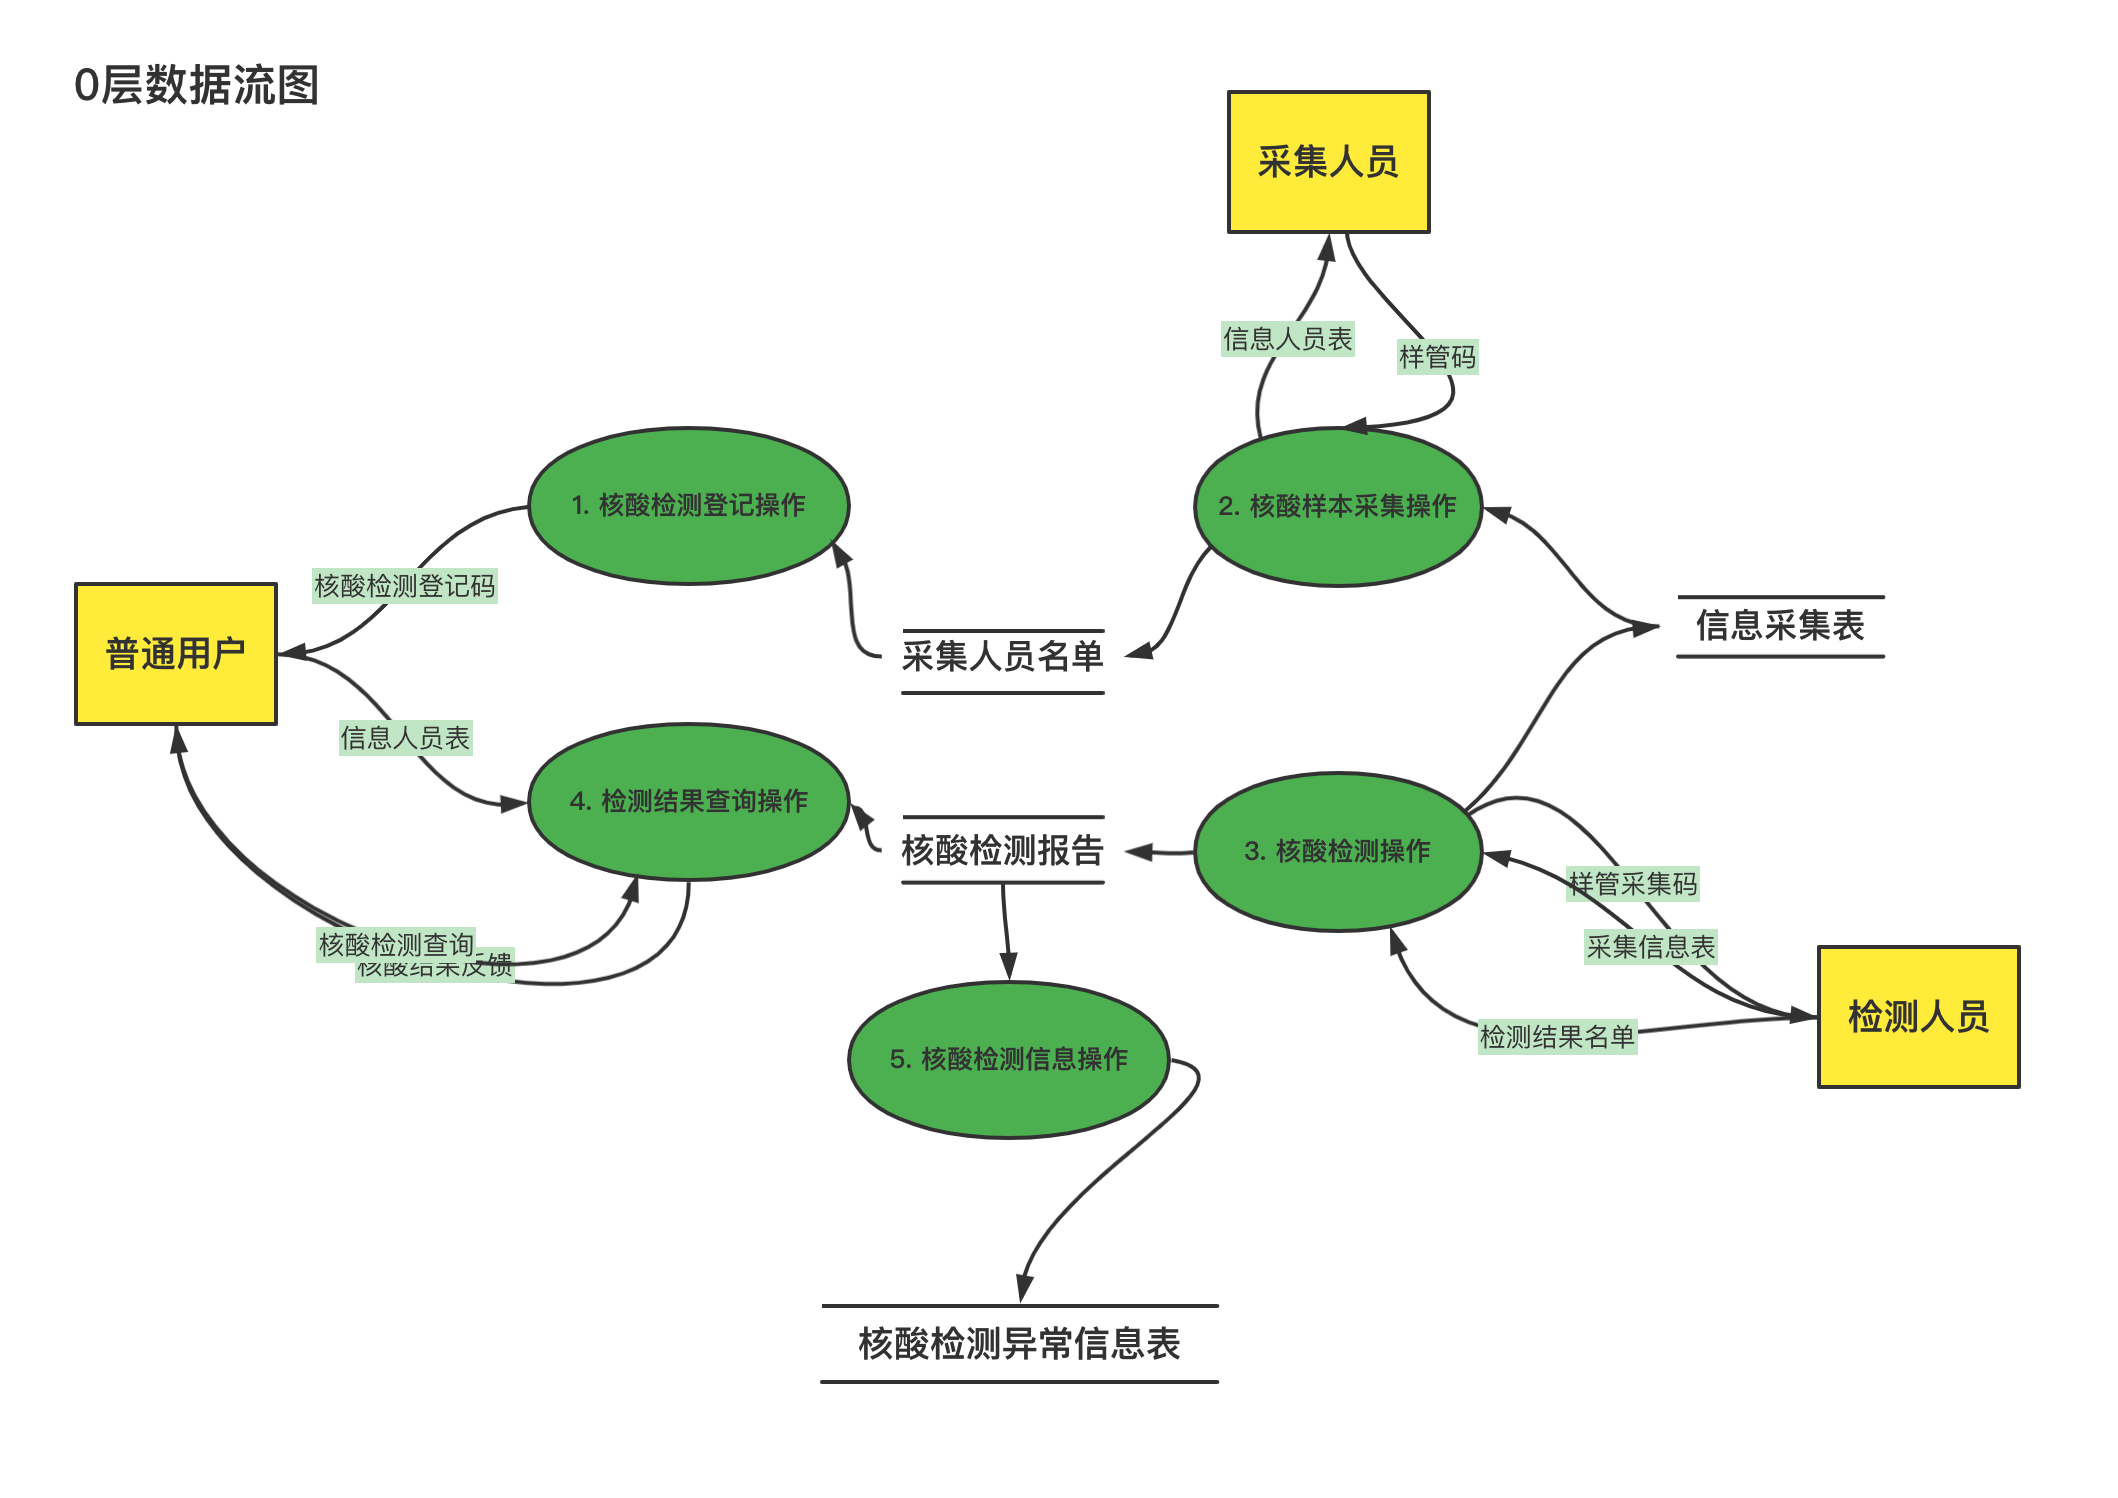 0层数据流图
采集人员
信息人员表
样管码
1. 核酸检测登记操作
2. 核酸样本采集操作
核酸检测登记码
普通用户
采集人员名单
信息采集表
信息人员表
4. 检测结果查询操作
核酸检测报告
3. 核酸检测操作
样管采集码
采集信息表
核酸检测查询
核酸结果反馈
检测人员
检测结果名单
5. 核酸检测信息操作
核酸检测异常信息表